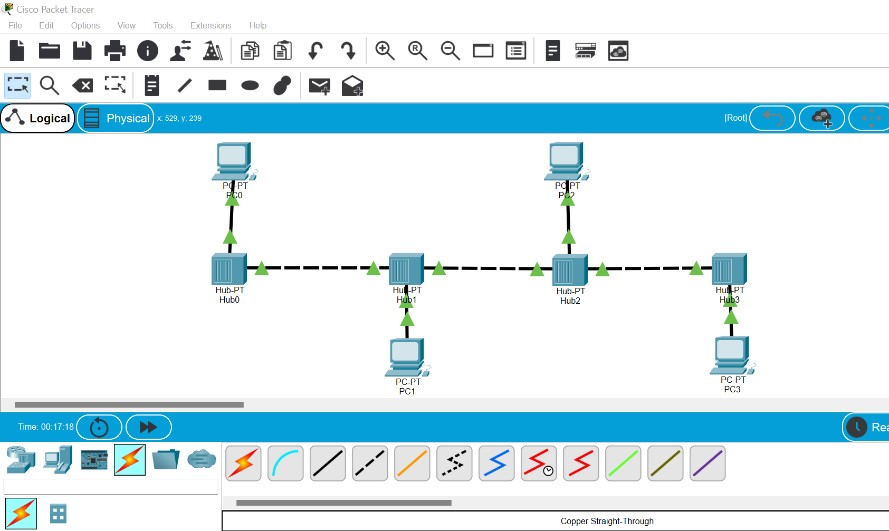 Cisco Packet Tracer
File Edit Options View Tools Extensions Help
Logical Physical x: 529, y: 239 [Root]
PC-PT
PC0
PC-PT
PC2
Hub-PT
Hub0
Hub-PT
Hub1
Hub-PT
Hub2
Hub-PT
Hub3
PC-PT
PC1
PC-PT
PC3
Time: 00:17:18 Rea
Copper Straight-Through